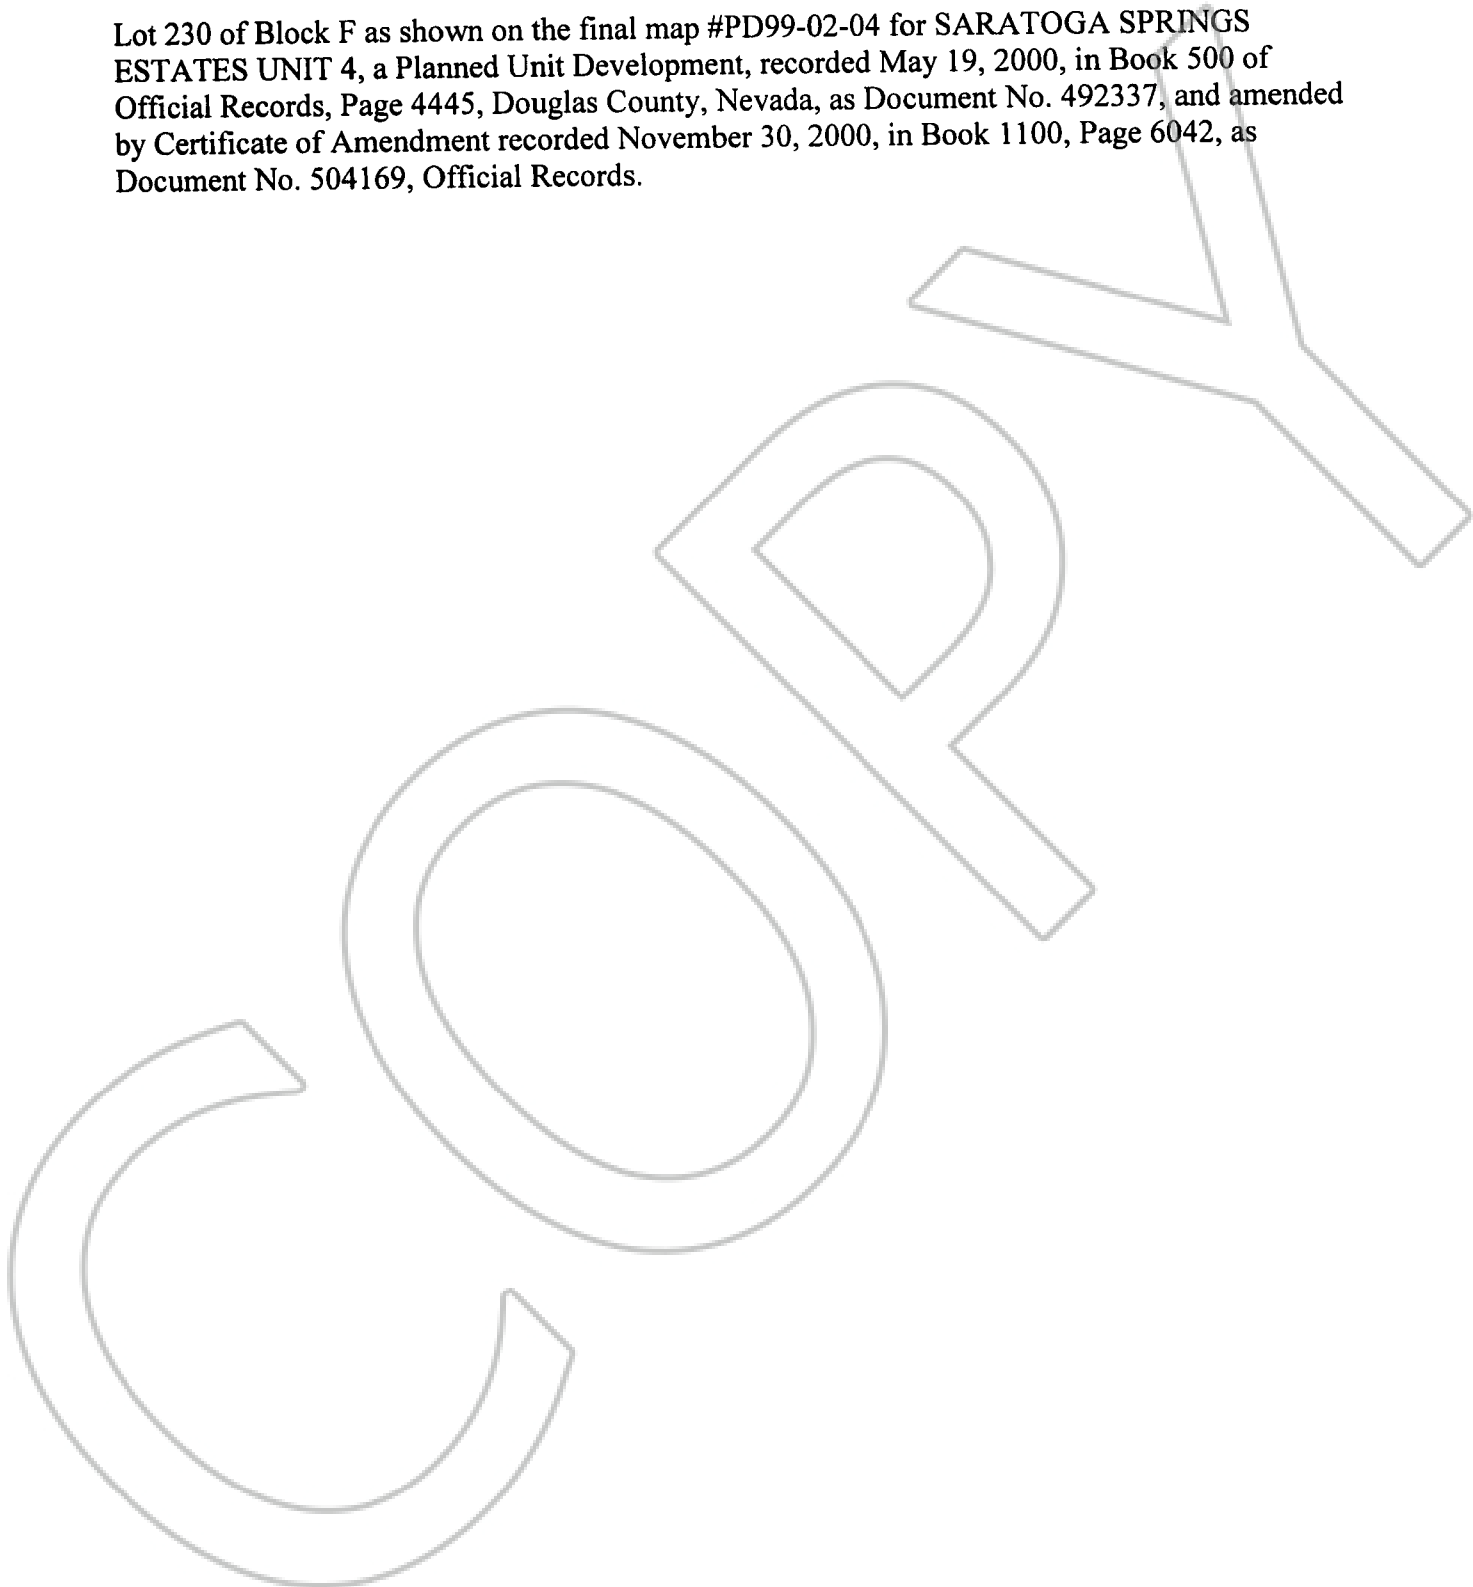 Lot 230 of Block F as shown on the final map #PD99-02-04 for SARATOGA SPRINGS
ESTATES UNIT 4, a Planned Unit Development, recorded May 19, 2000, in Book 500 of
Official Records, Page 4445, Douglas County, Nevada, as Document No. 492337, and amended
by Certificate of Amendment recorded November 30, 2000, in Book 1100, Page 6042, as
Document No. 504169, Official Records.
COPY